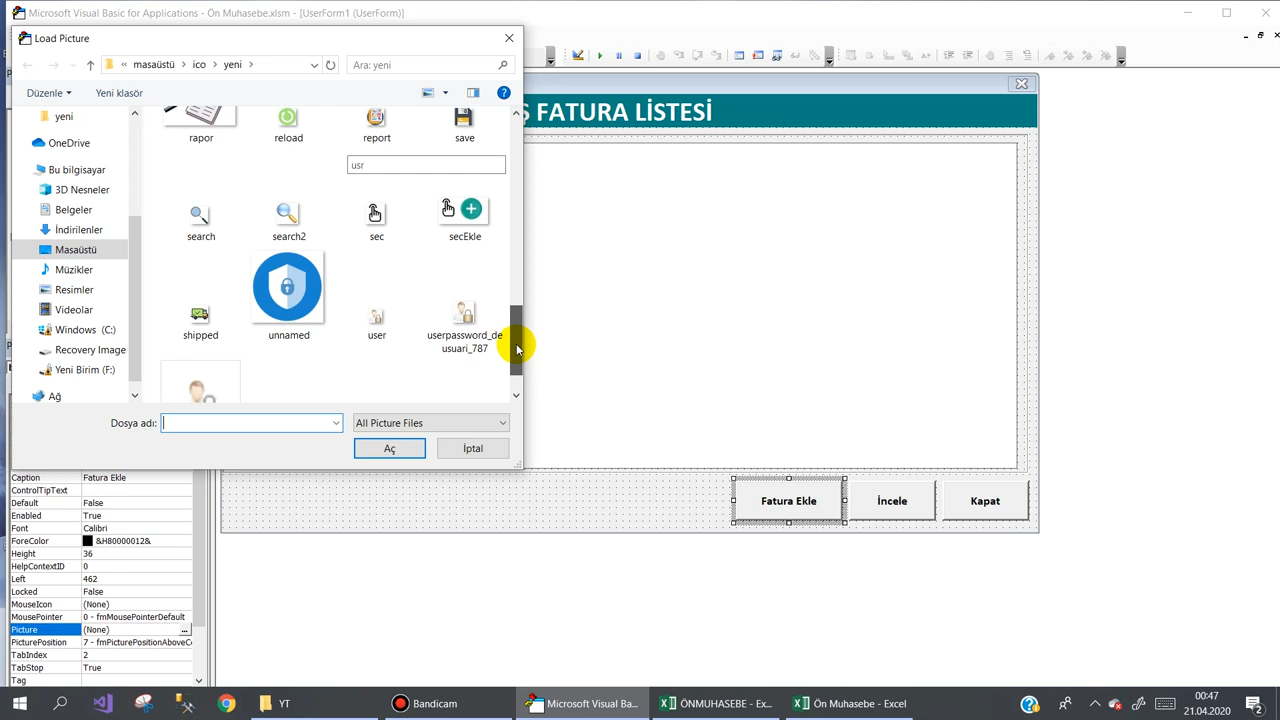 Microsoft Visual Basic for Applications - Ön Muhasebe.xlsm - [UserForm1 (UserForm)]
Load Picture
« masaüstü › ico › yeni ›
Ara: yeni
Düzenle
Yeni klasör
yeni
OneDrive
Bu bilgisayar
3D Nesneler
Belgeler
İndirilenler
Masaüstü
Müzikler
Resimler
Videolar
Windows (C:)
Recovery Image
Yeni Birim (F:)
Ağ
rapor
reload
report
save
usr
search
search2
sec
secEkle
shipped
unnamed
user
userpassword_de
usuari_787
Dosya adı:
All Picture Files
Aç
İptal
Ş FATURA LİSTESİ
Fatura Ekle
İncele
Kapat
Caption Fatura Ekle
ControlTipText
Default False
Enabled True
Font Calibri
ForeColor &H80000012&
Height 36
HelpContextID 0
Left 462
Locked False
MouseIcon (None)
MousePointer 0 - fmMousePointerDefault
Picture (None) ...
PicturePosition 7 - fmPicturePositionAboveC
TabIndex 2
TabStop True
Tag
YT
Bandicam
Microsoft Visual Ba...
ÖNMUHASEBE - Ex...
Ön Muhasebe - Excel
00:47
21.04.2020
2